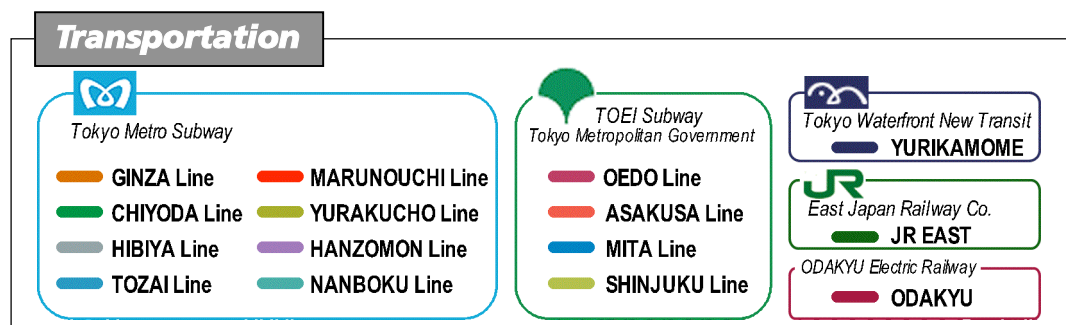 Transportation
Tokyo Metro Subway
GINZA Line
MARUNOUCHI Line
CHIYODA Line
YURAKUCHO Line
HIBIYA Line
HANZOMON Line
TOZAI Line
NANBOKU Line
TOEI Subway
Tokyo Metropolitan Government
OEDO Line
ASAKUSA Line
MITA Line
SHINJUKU Line
Tokyo Waterfront New Transit
YURIKAMOME
JR
East Japan Railway Co.
JR EAST
ODAKYU Electric Railway
ODAKYU